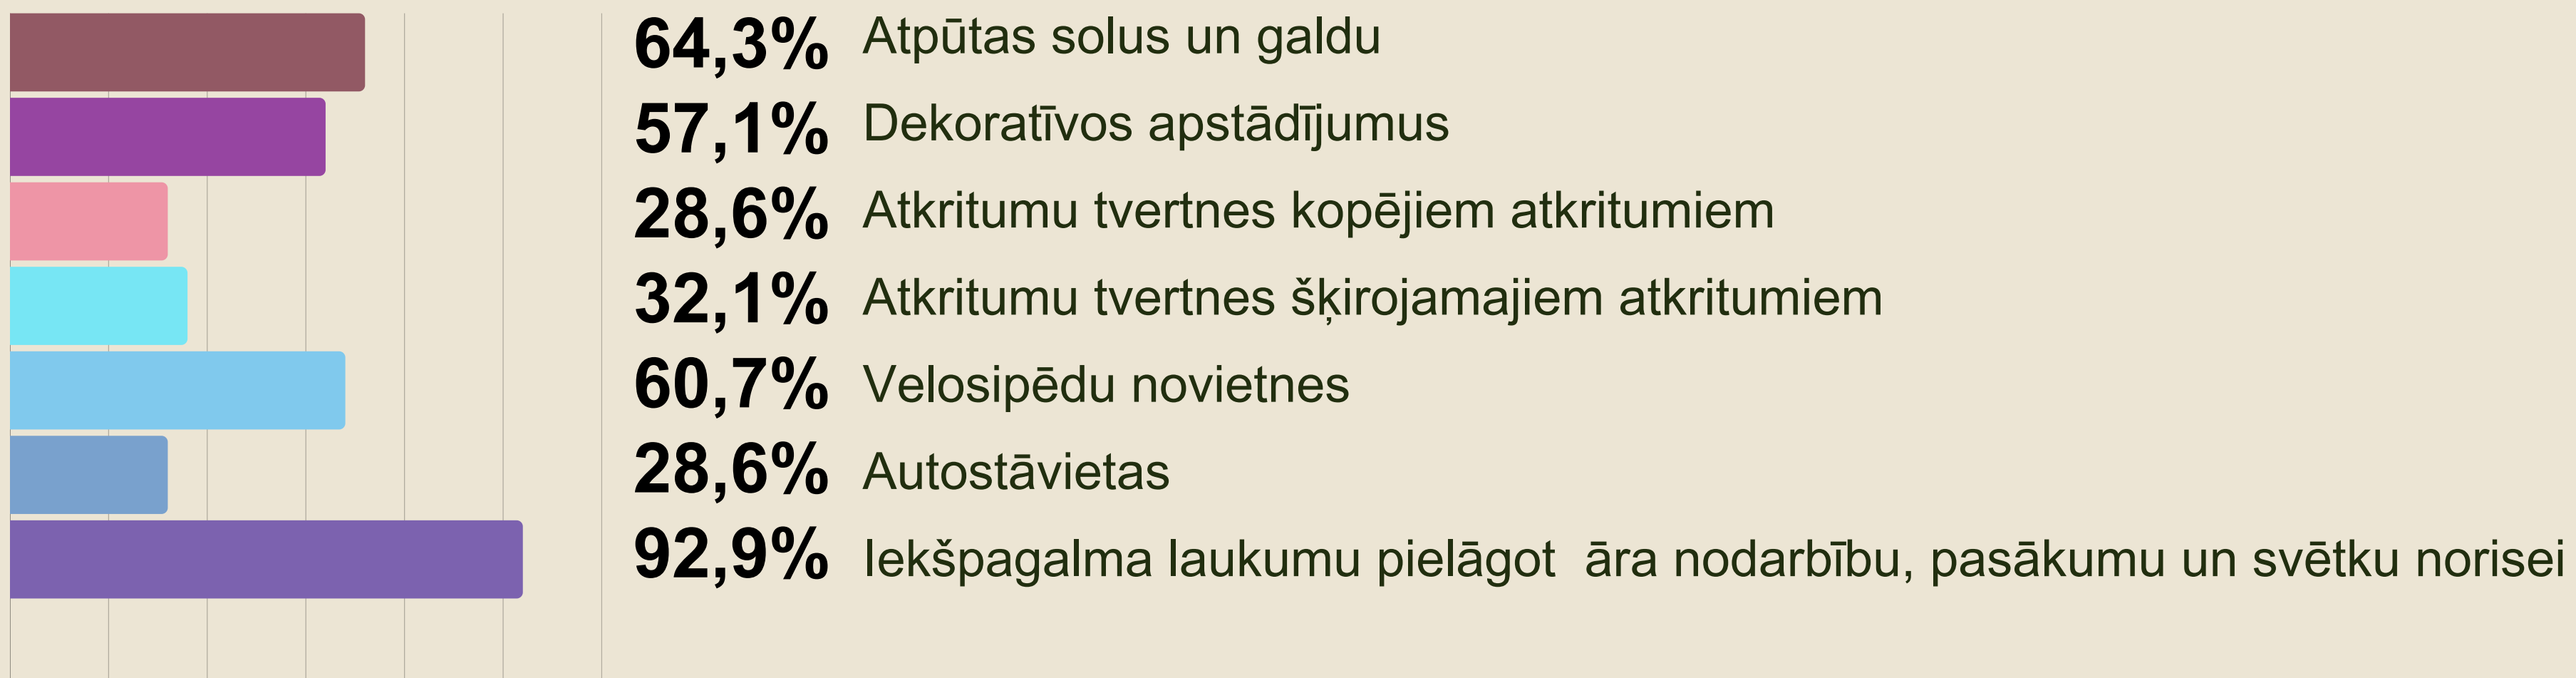 64,3% Atpūtas solus un galdu
57,1% Dekoratīvos apstādījumus
28,6% Atkritumu tvertnes kopējiem atkritumiem
32,1% Atkritumu tvertnes šķirojamajiem atkritumiem
60,7% Velosipēdu novietnes
28,6% Autostāvietas
92,9% Iekšpagalma laukumu pielāgot  āra nodarbību, pasākumu un svētku norisei